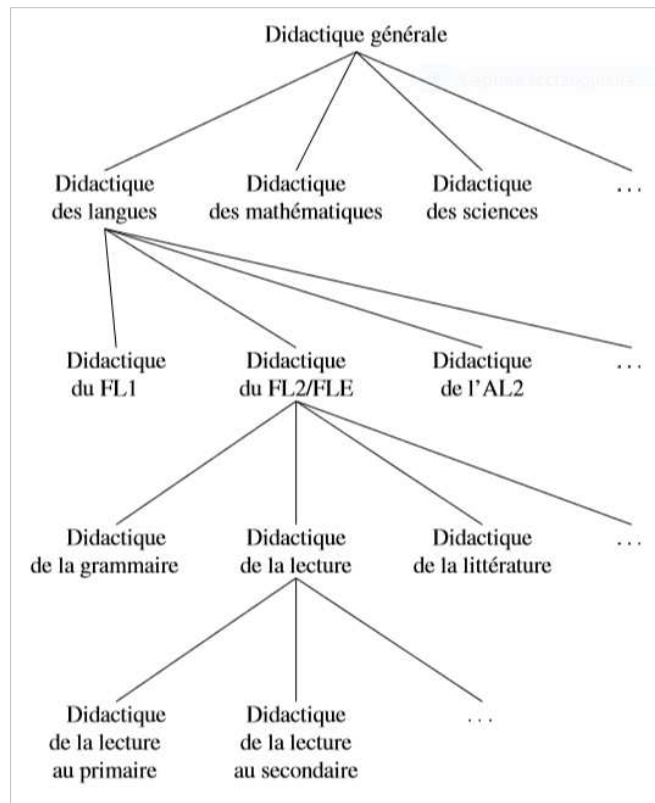 Didactique générale
Didactique
des langues
Didactique
des mathématiques
Didactique
des sciences
...
Didactique
du FL1
Didactique
du FL2/FLE
Didactique
de l'AL2
...
Didactique
de la grammaire
Didactique
de la lecture
Didactique
de la littérature
...
Didactique
de la lecture
au primaire
Didactique
de la lecture
au secondaire
...